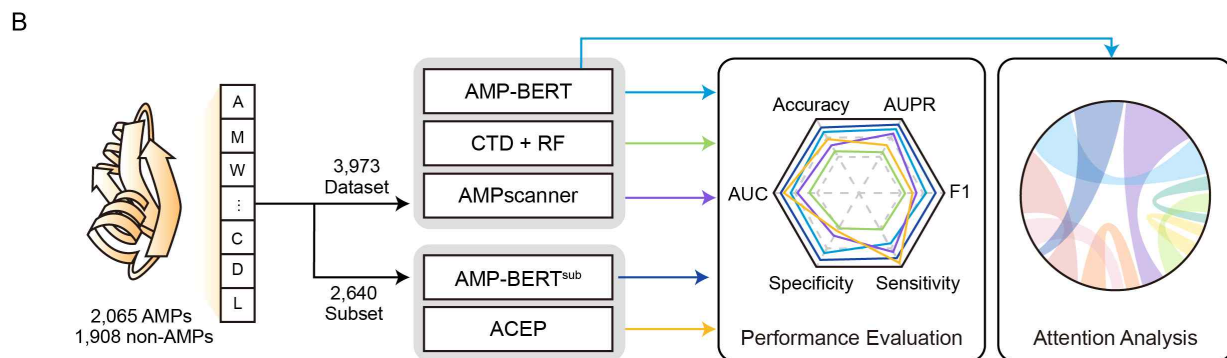 B
A
M
W
⋮
C
D
L
2,065 AMPs
1,908 non-AMPs
3,973
Dataset
2,640
Subset
AMP-BERT
CTD + RF
AMPscanner
AMP-BERTsub
ACEP
Accuracy
AUPR
AUC
F1
Specificity
Sensitivity
Performance Evaluation
Attention Analysis